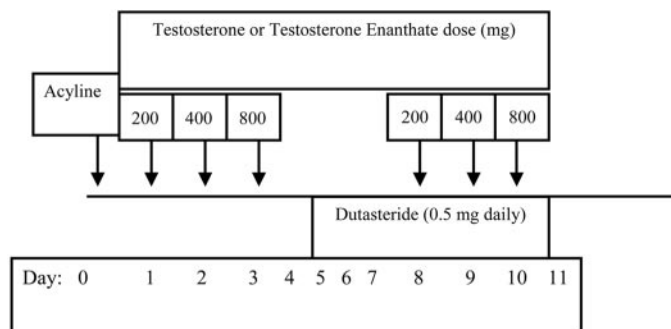 Testosterone or Testosterone Enanthate dose (mg)
Acyline
200 400 800 200 400 800
Dutasteride (0.5 mg daily)
Day: 0 1 2 3 4 5 6 7 8 9 10 11